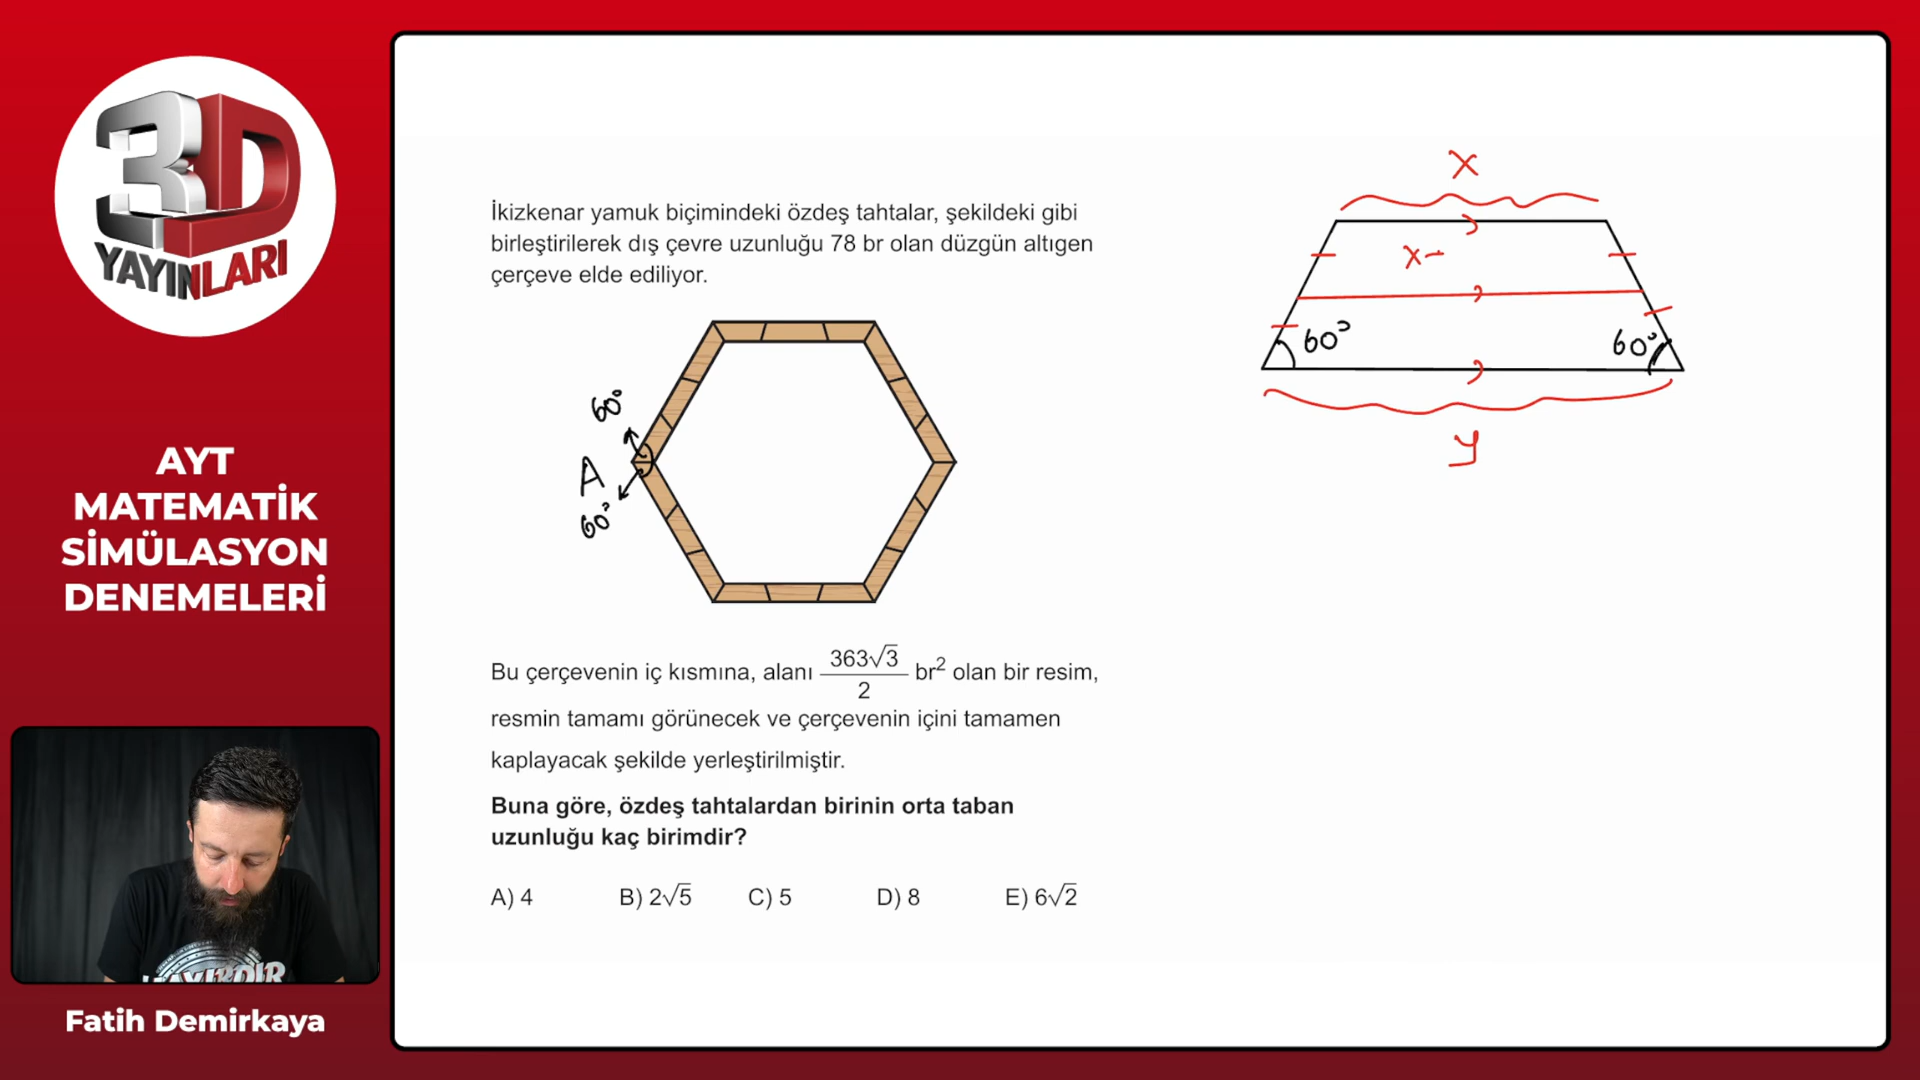 3D
YAYINLARI
AYT
MATEMATİK
SİMÜLASYON
DENEMELERİ
Fatih Demirkaya
İkizkenar yamuk biçimindeki özdeş tahtalar, şekildeki gibi
birleştirilerek dış çevre uzunluğu 78 br olan düzgün altıgen
çerçeve elde ediliyor.
60°
A
60°
Bu çerçevenin iç kısmına, alanı 363√3/2 br² olan bir resim,
resmin tamamı görünecek ve çerçevenin içini tamamen
kaplayacak şekilde yerleştirilmiştir.
Buna göre, özdeş tahtalardan birinin orta taban
uzunluğu kaç birimdir?
A) 4 B) 2√5 C) 5 D) 8 E) 6√2
x
x-
60° 60°
y